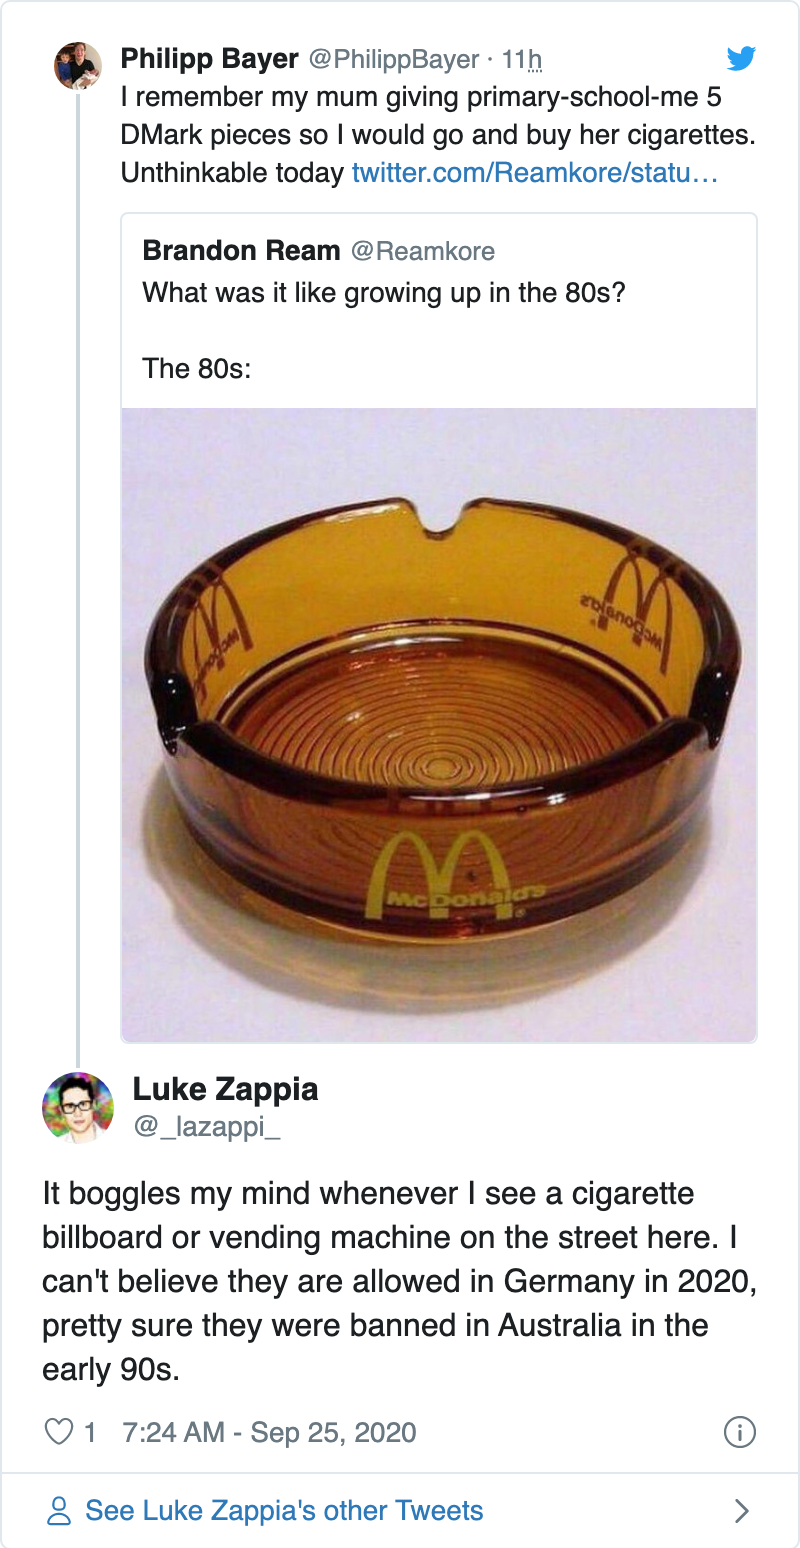 Philipp Bayer @PhilippBayer · 11h
I remember my mum giving primary-school-me 5
DMark pieces so I would go and buy her cigarettes.
Unthinkable today twitter.com/Reamkore/statu…
Brandon Ream @Reamkore
What was it like growing up in the 80s?
The 80s:
McDonald's
McDonald's
McDonald's
Luke Zappia
@_lazappi_
It boggles my mind whenever I see a cigarette
billboard or vending machine on the street here. I
can't believe they are allowed in Germany in 2020,
pretty sure they were banned in Australia in the
early 90s.
1 7:24 AM - Sep 25, 2020
See Luke Zappia's other Tweets